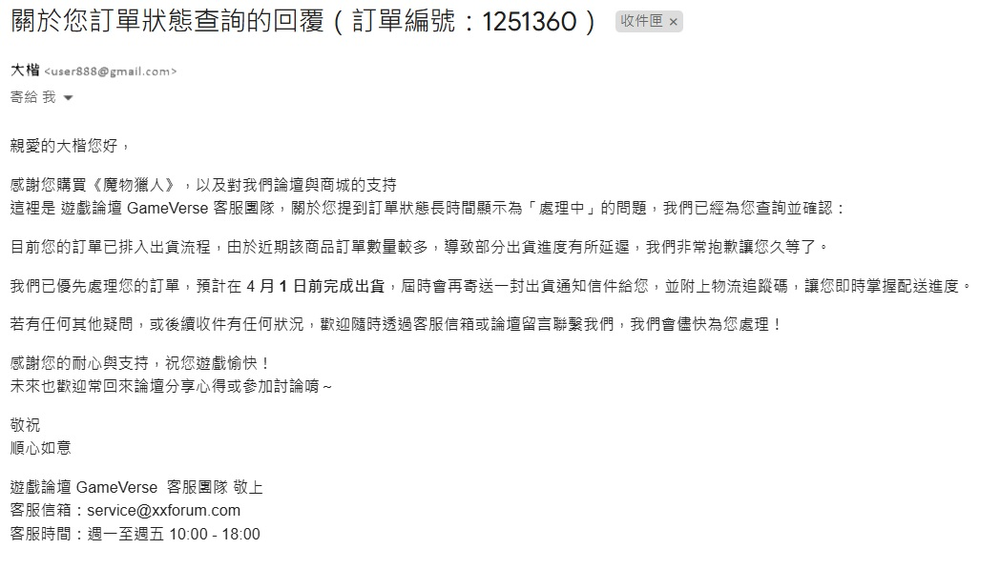 關於您訂單狀態查詢的回覆（訂單編號：1251360） 收件匣 ×
大楷 <user888@gmail.com>
寄給 我
親愛的大楷您好，
感謝您購買《魔物獵人》，以及對我們論壇與商城的支持
這裡是 遊戲論壇 GameVerse 客服團隊，關於您提到訂單狀態長時間顯示為「處理中」的問題，我們已經為您查詢並確認：
目前您的訂單已排入出貨流程，由於近期該商品訂單數量較多，導致部分出貨進度有所延遲，我們非常抱歉讓您久等了。
我們已優先處理您的訂單，預計在 4 月 1 日前完成出貨，屆時會再寄送一封出貨通知信件給您，並附上物流追蹤碼，讓您即時掌握配送進度。
若有任何其他疑問，或後續收件有任何狀況，歡迎隨時透過客服信箱或論壇留言聯繫我們，我們會儘快為您處理！
感謝您的耐心與支持，祝您遊戲愉快！
未來也歡迎常回來論壇分享心得或參加討論唷～
敬祝
順心如意
遊戲論壇 GameVerse 客服團隊 敬上
客服信箱：service@xxforum.com
客服時間：週一至週五 10:00 - 18:00